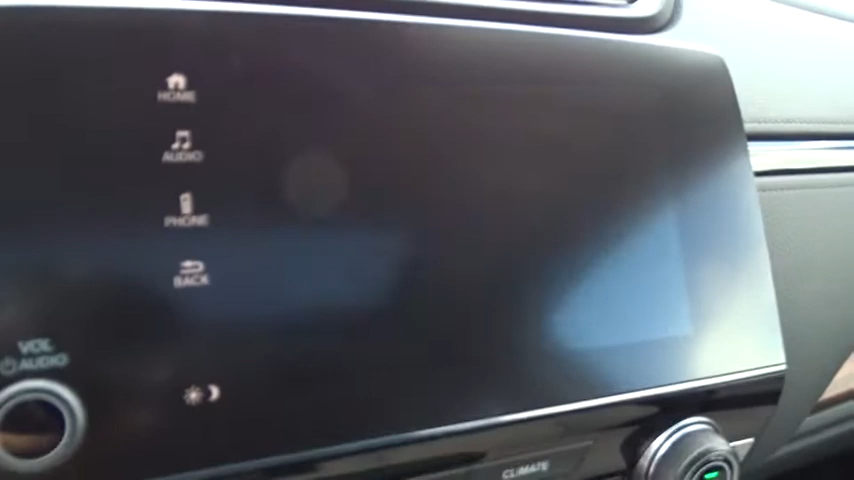 HOME
AUDIO
PHONE
BACK
VOL
AUDIO
CLIMATE